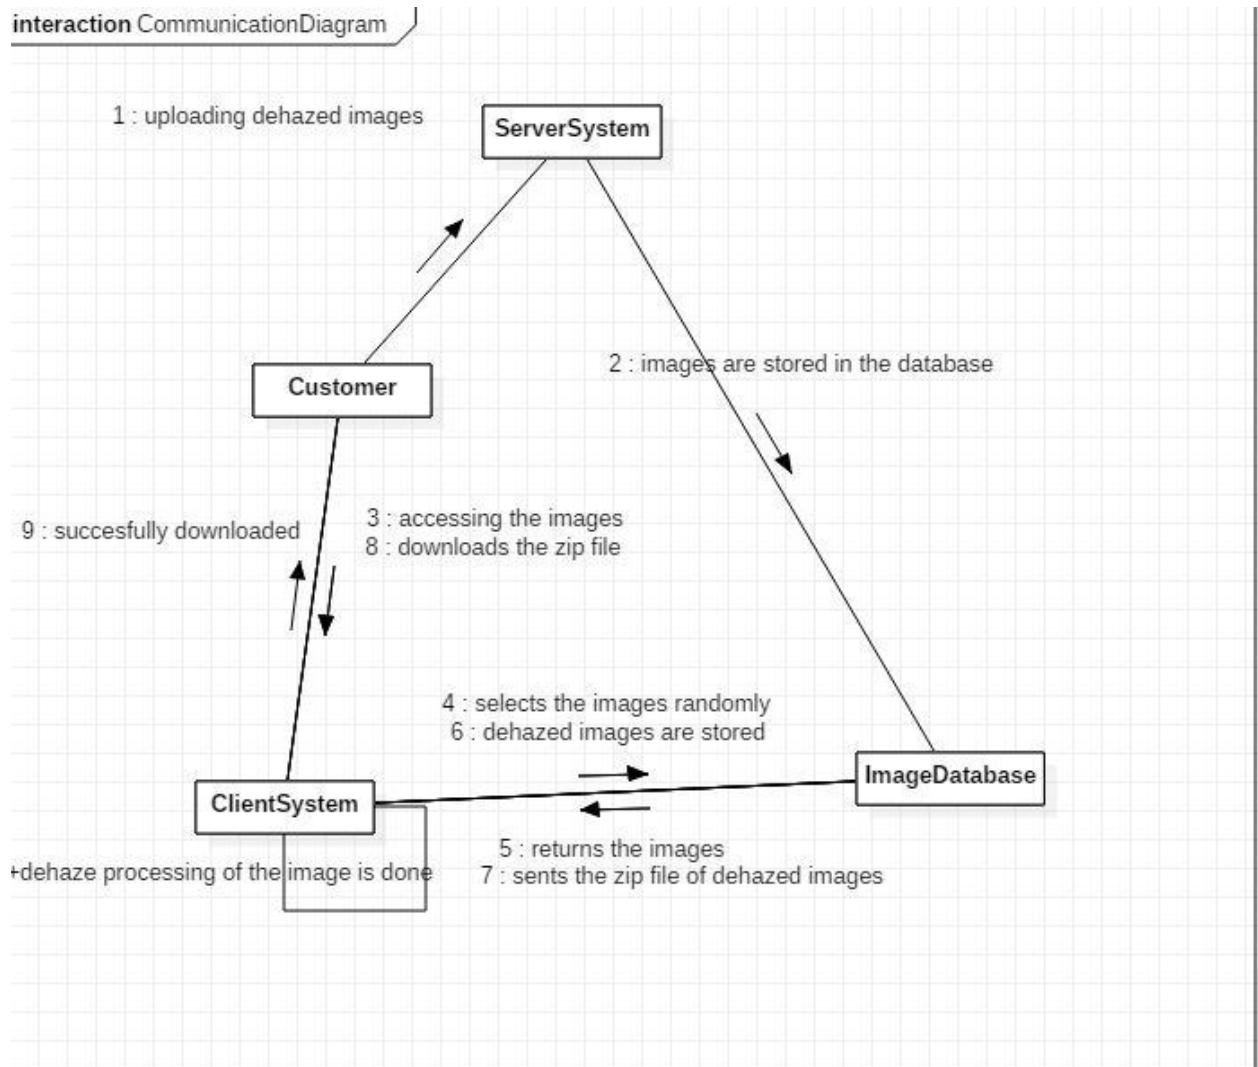 interaction CommunicationDiagram
1 : uploading dehazed images
ServerSystem
2 : images are stored in the database
Customer
9 : succesfully downloaded
3 : accessing the images
8 : downloads the zip file
4 : selects the images randomly
6 : dehazed images are stored
ImageDatabase
ClientSystem
5 : returns the images
+dehaze processing of the image is done
7 : sents the zip file of dehazed images